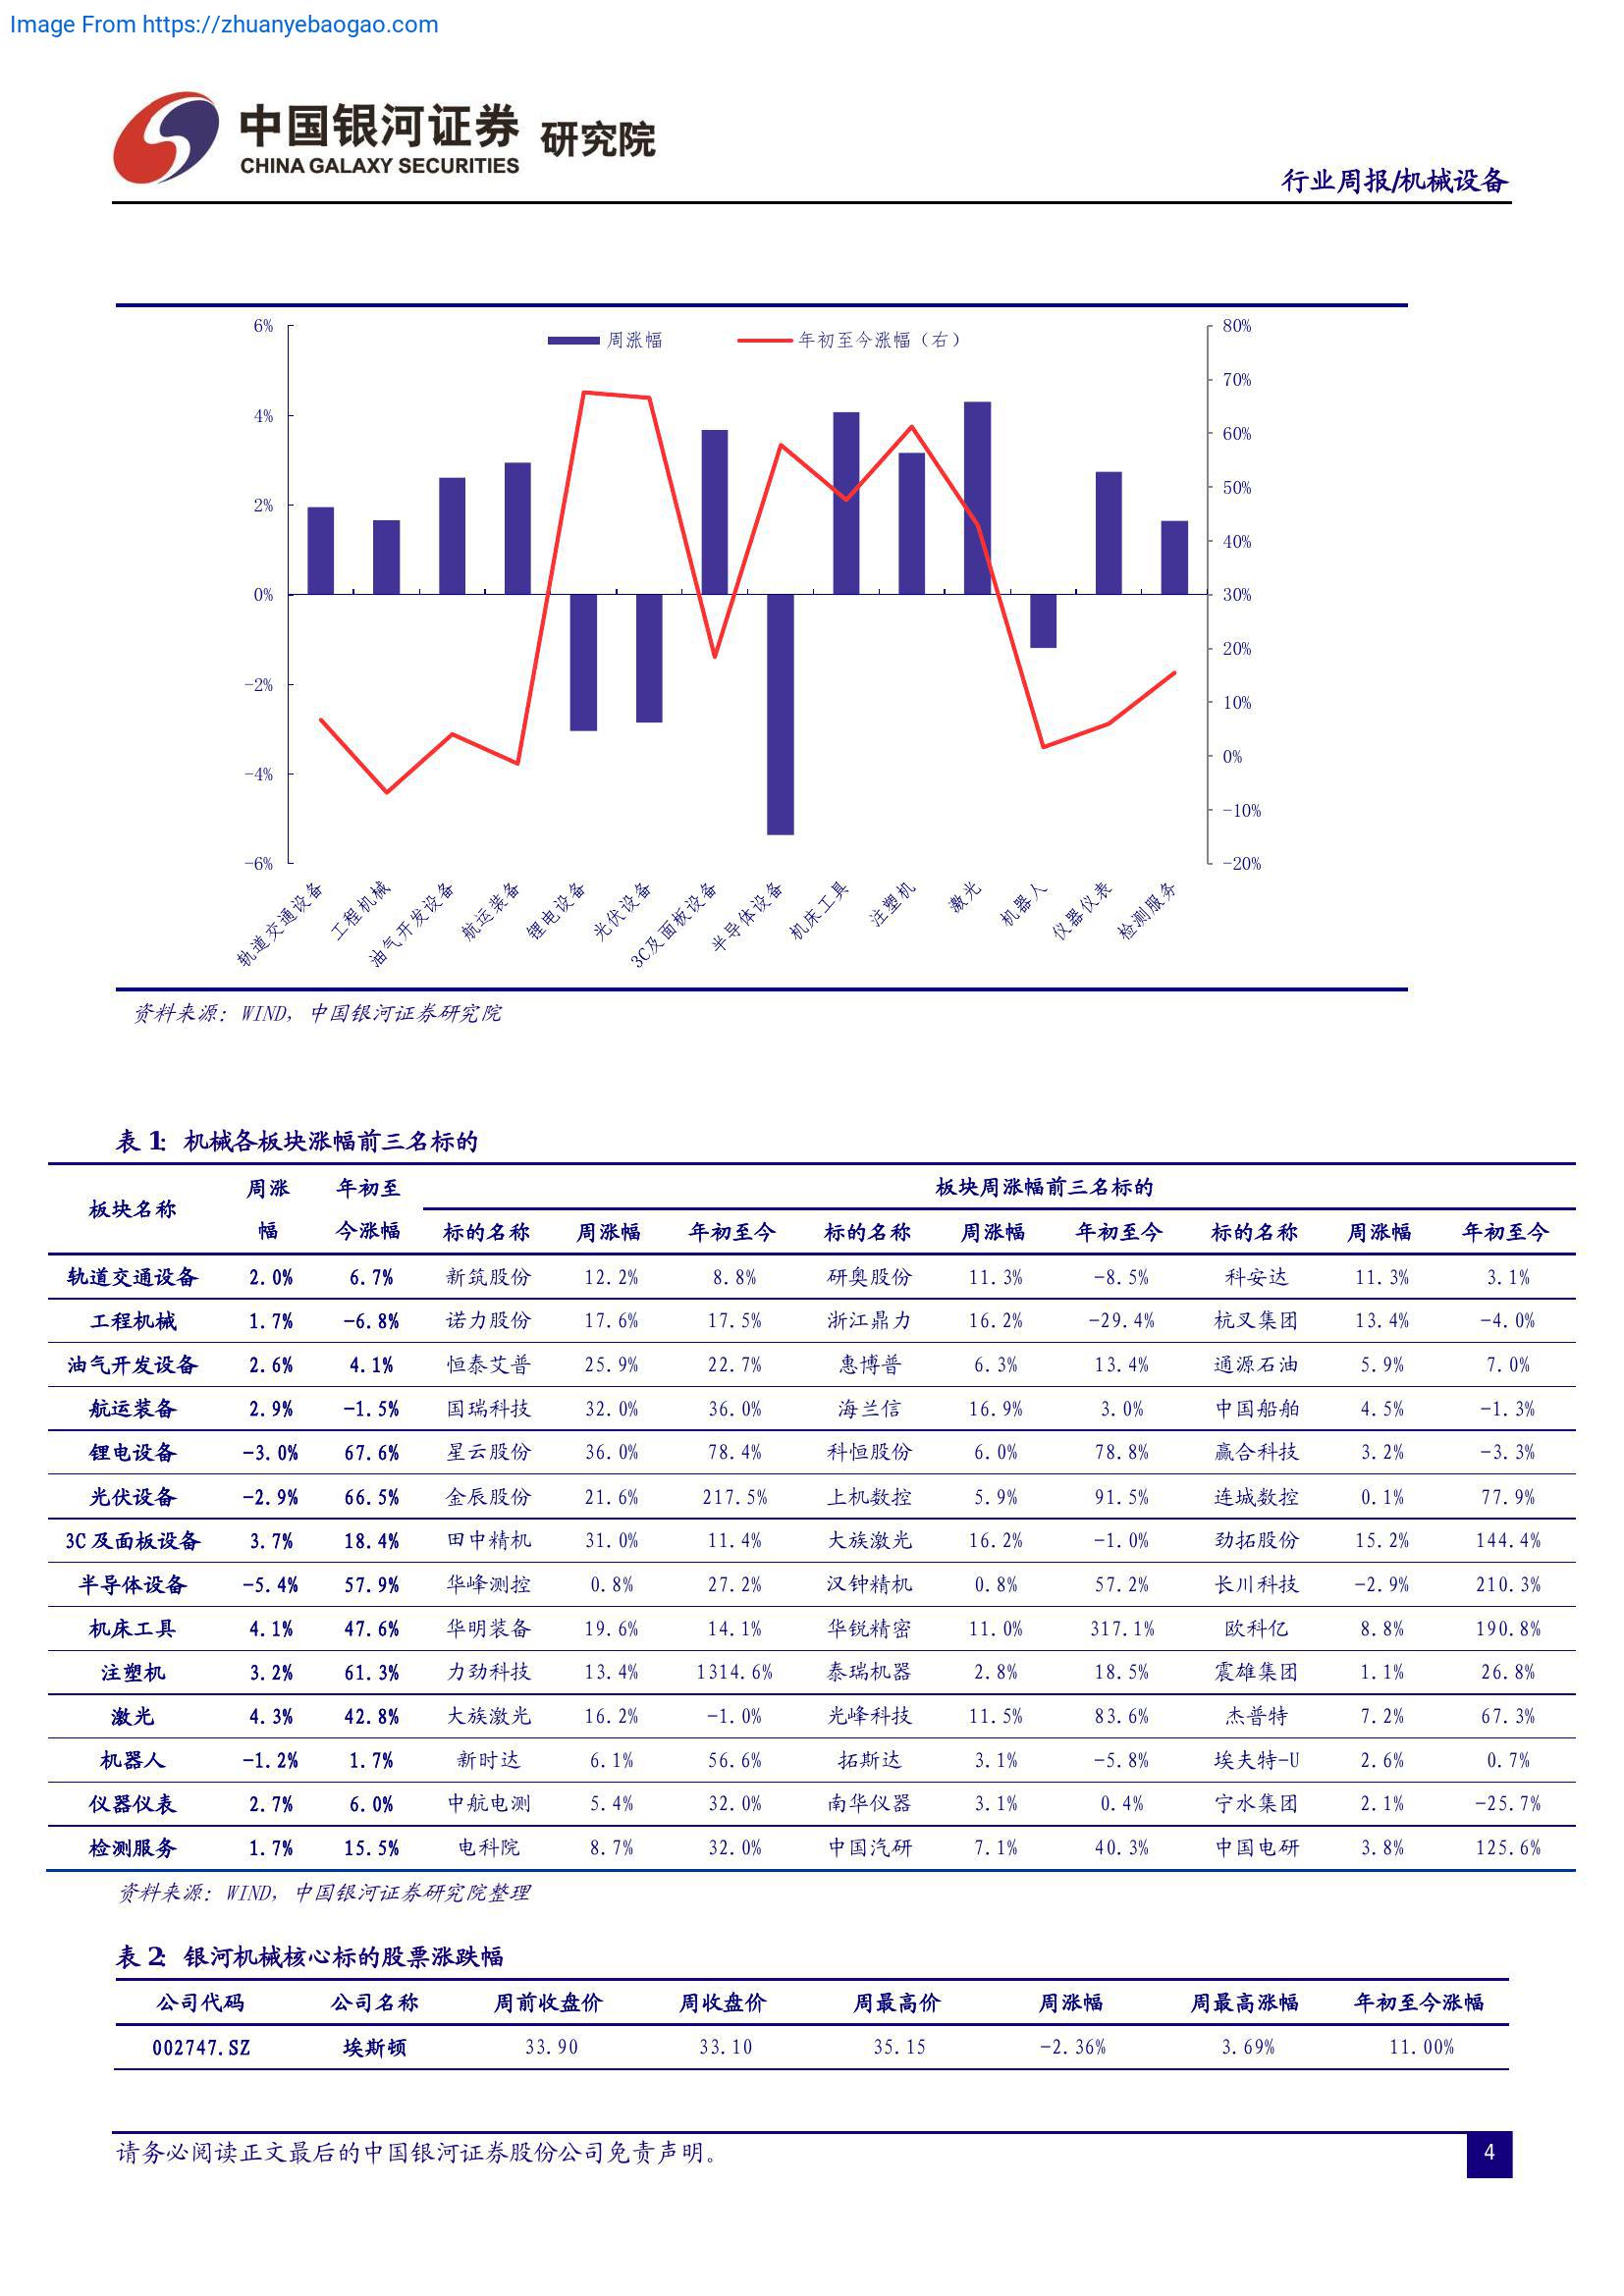 Image From https://zhuanyebaogao.com
中国银河证券 研究院
CHINA GALAXY SECURITIES
行业周报/机械设备
周涨幅 年初至今涨幅（右）
6% 80%
70%
4% 60%
2% 50%
40%
0% 30%
-2% 20%
10%
-4% 0%
-10%
-6% -20%
轨道交通设备 工程机械 油气开发设备 航运装备 锂电设备 光伏设备 3C及面板设备 半导体设备 机床工具 注塑机 激光 机器人 仪器仪表 检测服务
资料来源：WIND，中国银河证券研究院
表 1： 机械各板块涨幅前三名标的
板块名称 周涨幅 年初至今涨幅 板块周涨幅前三名标的
标的名称 周涨幅 年初至今 标的名称 周涨幅 年初至今 标的名称 周涨幅 年初至今
轨道交通设备 2.0% 6.7% 新筑股份 12.2% 8.8% 研奥股份 11.3% -8.5% 科安达 11.3% 3.1%
工程机械 1.7% -6.8% 诺力股份 17.6% 17.5% 浙江鼎力 16.2% -29.4% 杭叉集团 13.4% -4.0%
油气开发设备 2.6% 4.1% 恒泰艾普 25.9% 22.7% 惠博普 6.3% 13.4% 通源石油 5.9% 7.0%
航运装备 2.9% -1.5% 国瑞科技 32.0% 36.0% 海兰信 16.9% 3.0% 中国船舶 4.5% -1.3%
锂电设备 -3.0% 67.6% 星云股份 36.0% 78.4% 科恒股份 6.0% 78.8% 赢合科技 3.2% -3.3%
光伏设备 -2.9% 66.5% 金辰股份 21.6% 217.5% 上机数控 5.9% 91.5% 连城数控 0.1% 77.9%
3C 及面板设备 3.7% 18.4% 田中精机 31.0% 11.4% 大族激光 16.2% -1.0% 劲拓股份 15.2% 144.4%
半导体设备 -5.4% 57.9% 华峰测控 0.8% 27.2% 汉钟精机 0.8% 57.2% 长川科技 -2.9% 210.3%
机床工具 4.1% 47.6% 华明装备 19.6% 14.1% 华锐精密 11.0% 317.1% 欧科亿 8.8% 190.8%
注塑机 3.2% 61.3% 力劲科技 13.4% 1314.6% 泰瑞机器 2.8% 18.5% 震雄集团 1.1% 26.8%
激光 4.3% 42.8% 大族激光 16.2% -1.0% 光峰科技 11.5% 83.6% 杰普特 7.2% 67.3%
机器人 -1.2% 1.7% 新时达 6.1% 56.6% 拓斯达 3.1% -5.8% 埃夫特-U 2.6% 0.7%
仪器仪表 2.7% 6.0% 中航电测 5.4% 32.0% 南华仪器 3.1% 0.4% 宁水集团 2.1% -25.7%
检测服务 1.7% 15.5% 电科院 8.7% 32.0% 中国汽研 7.1% 40.3% 中国电研 3.8% 125.6%
资料来源：WIND，中国银河证券研究院整理
表 2： 银河机械核心标的股票涨跌幅
公司代码 公司名称 周前收盘价 周收盘价 周最高价 周涨幅 周最高涨幅 年初至今涨幅
002747.SZ 埃斯顿 33.90 33.10 35.15 -2.36% 3.69% 11.00%
请务必阅读正文最后的中国银河证券股份公司免责声明。
4